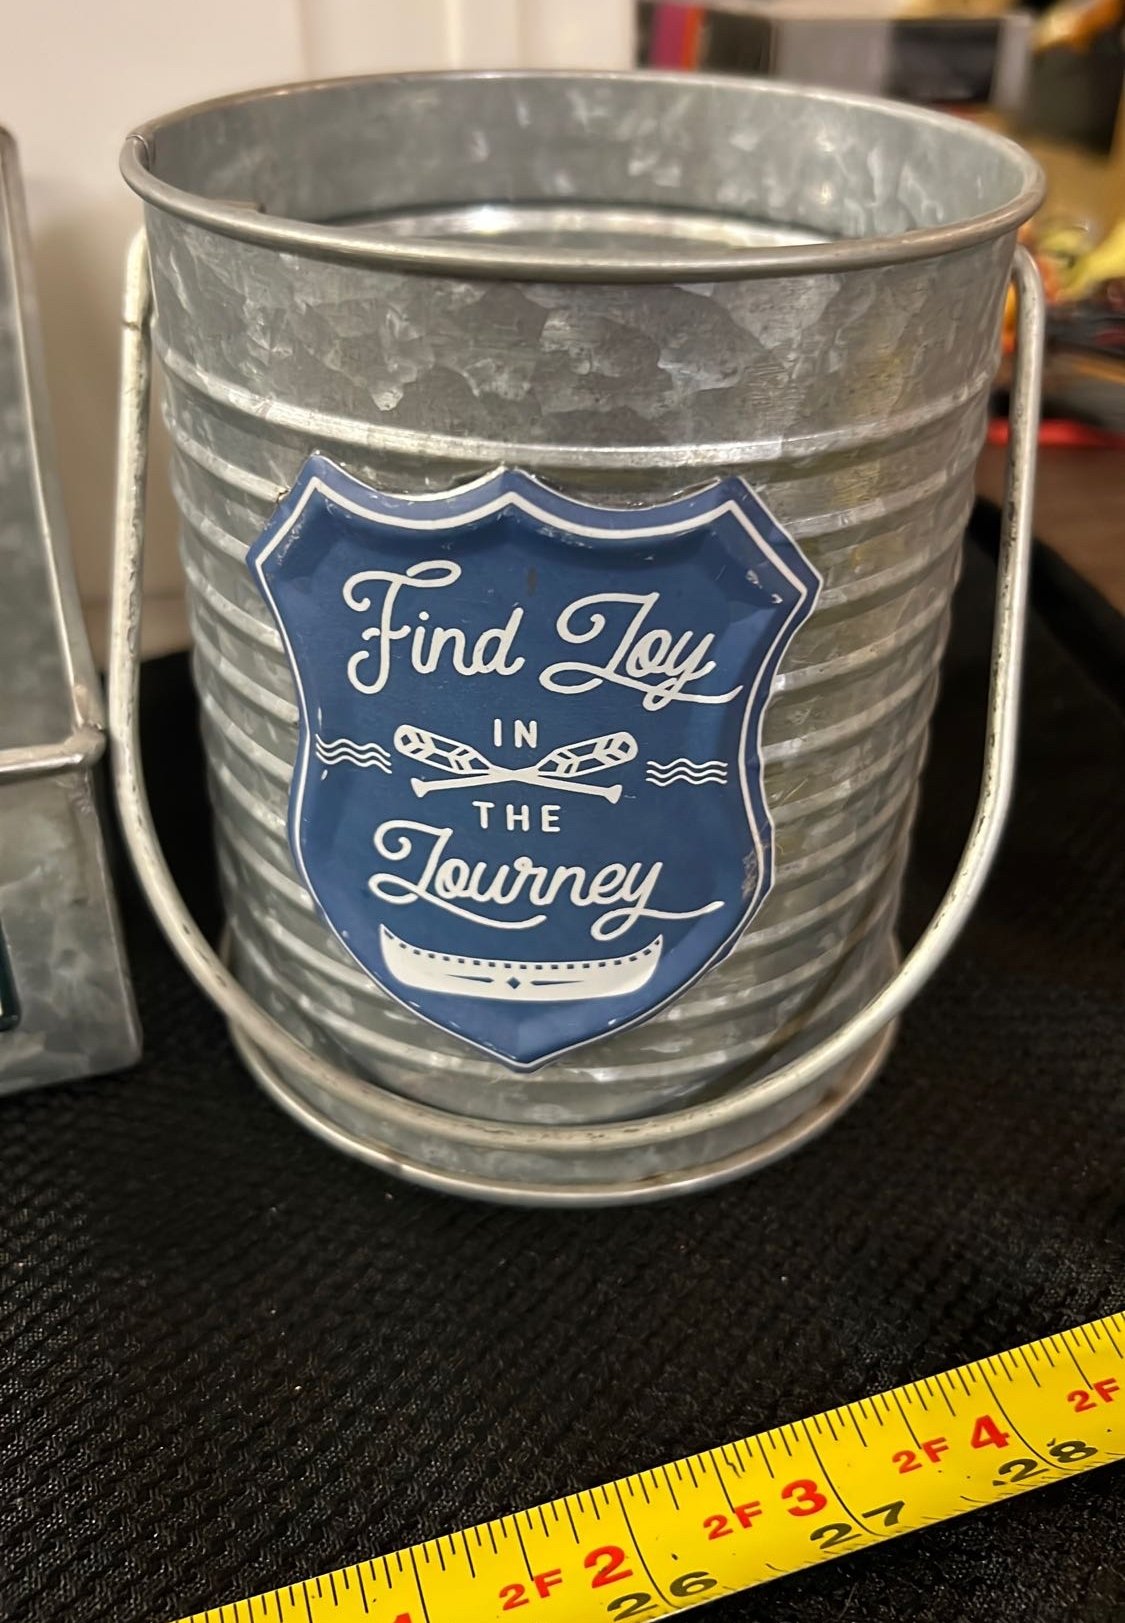 Find Joy
IN
THE
Journey
2F 2
26
2F 3
27
2F 4
28
2F